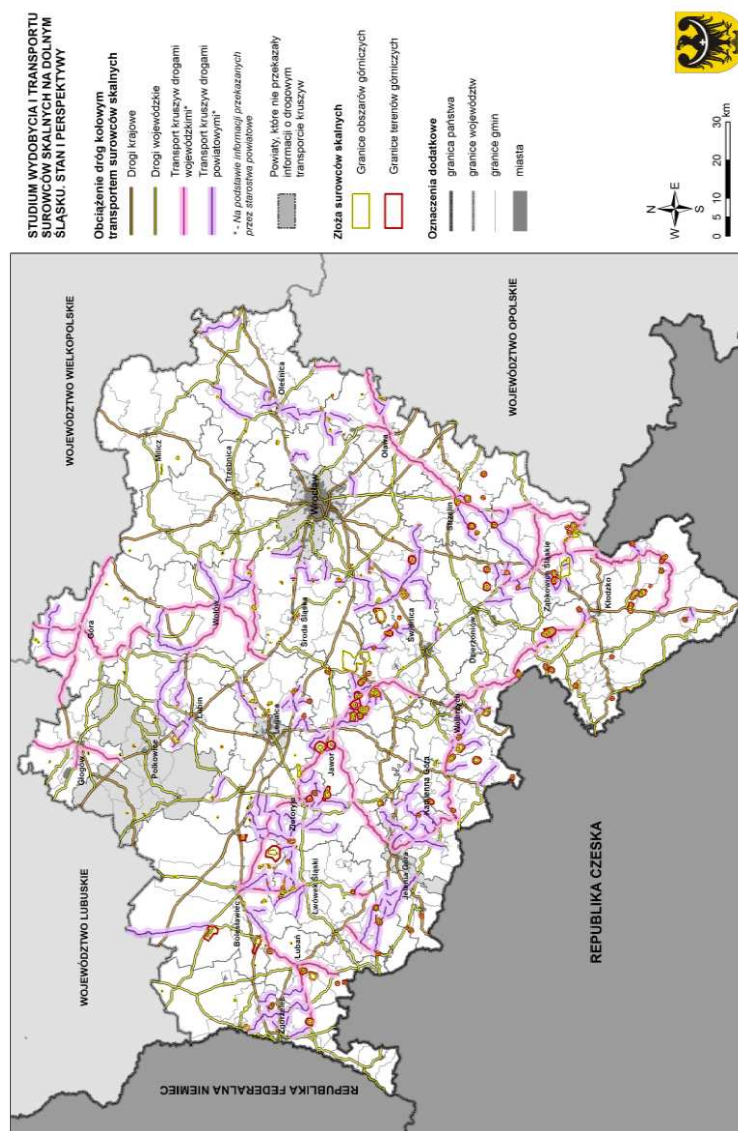 STUDIUM WYDOBYCIA I TRANSPORTU
SUROWCÓW SKALNYCH NA DOLNYM
ŚLĄSKU. STAN I PERSPEKTYWY
Obciążenie dróg kołowym
transportem surowców skalnych
Drogi krajowe
Drogi wojewódzkie
Transport kruszyw drogami
wojewódzkimi*
Transport kruszyw drogami
powiatowymi*
* - Na podstawie informacji przekazanych
przez starostwa powiatowe
Powiaty, które nie przekazały
informacji o drogowym
transporcie kruszyw
Złoża surowców skalnych
Granice obszarów górniczych
Granice terenów górniczych
Oznaczenia dodatkowe
granica państwa
granice województw
granice gmin
miasta
N
W
E
S
0
5
10
20
30
km
WOJEWÓDZTWO LUBUSKIE
WOJEWÓDZTWO WIELKOPOLSKIE
WOJEWÓDZTWO OPOLSKIE
REPUBLIKA CZESKA
REPUBLIKA FEDERALNA NIEMIEC
Góra
Głogów
Polkowice
Lubin
Wołów
Milicz
Trzebnica
Oleśnica
Wrocław
Oława
Środa Śląska
Legnica
Bolesławiec
Zgorzelec
Lubań
Lwówek Śląski
Złotoryja
Jawor
Jelenia Góra
Kamienna Góra
Wałbrzych
Świdnica
Dzierżoniów
Strzelin
Ząbkowice Śląskie
Kłodzko